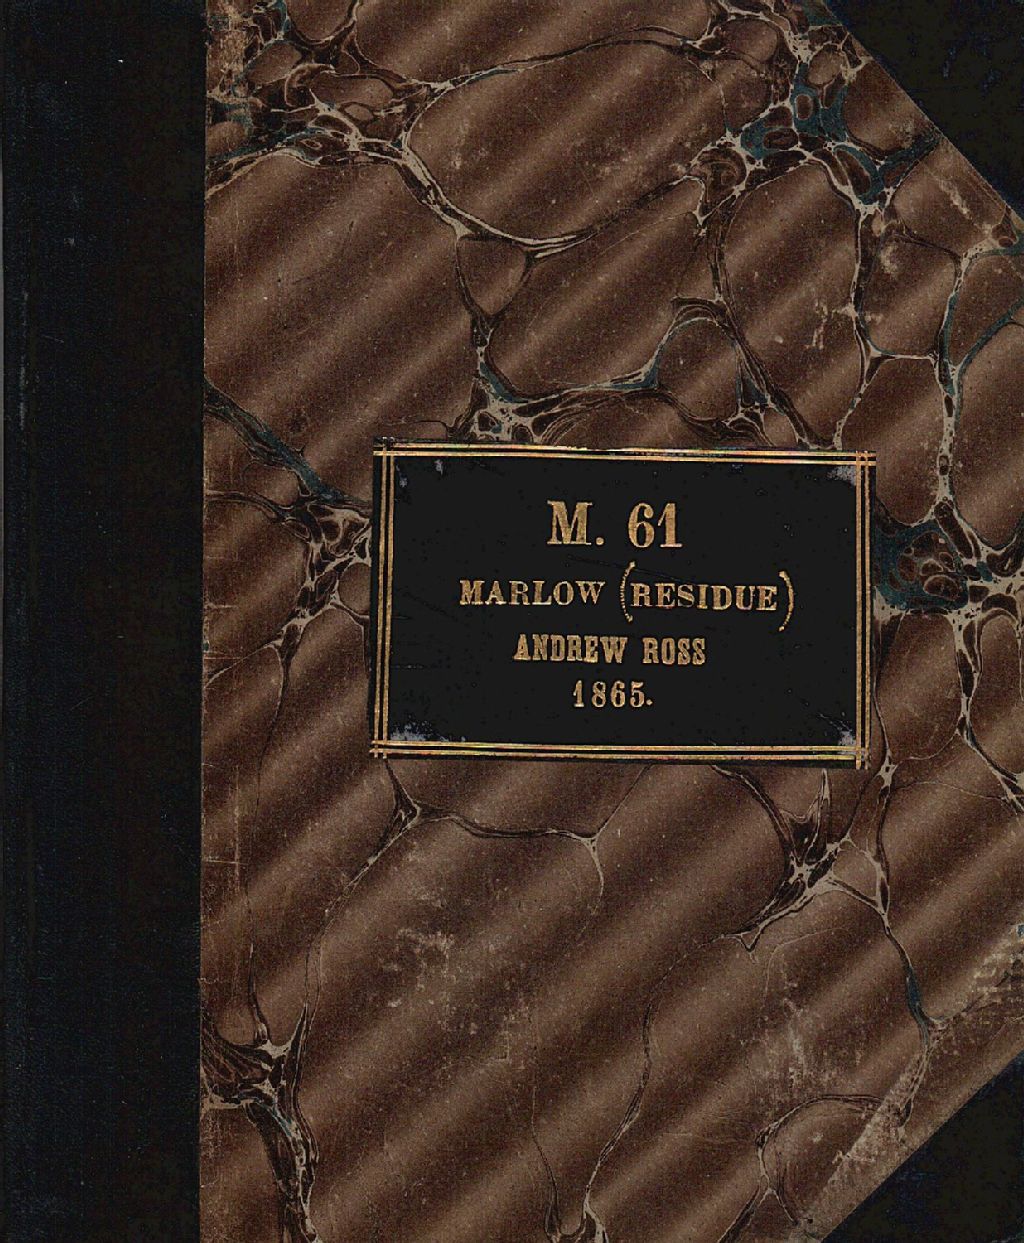 M. 61
MARLOW (RESIDUE)
ANDREW ROSS
1865.